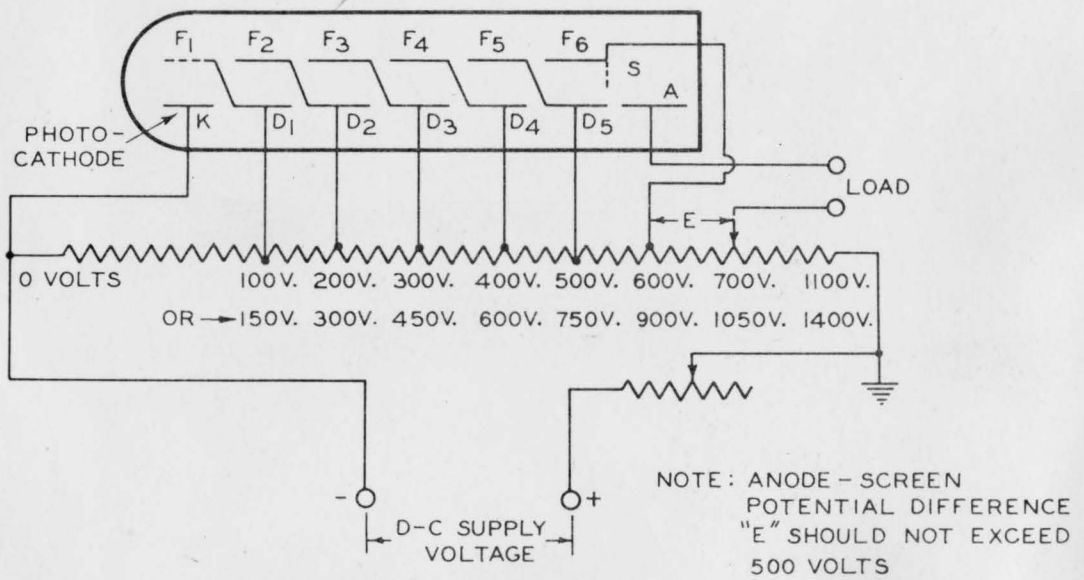 F1 F2 F3 F4 F5 F6
S
A
K D1 D2 D3 D4 D5
PHOTO-
CATHODE
LOAD
E
0 VOLTS 100V. 200V. 300V. 400V. 500V. 600V. 700V. 1100V.
OR 150V. 300V. 450V. 600V. 750V. 900V. 1050V. 1400V.
- +
D-C SUPPLY
VOLTAGE
NOTE: ANODE-SCREEN
POTENTIAL DIFFERENCE
"E" SHOULD NOT EXCEED
500 VOLTS